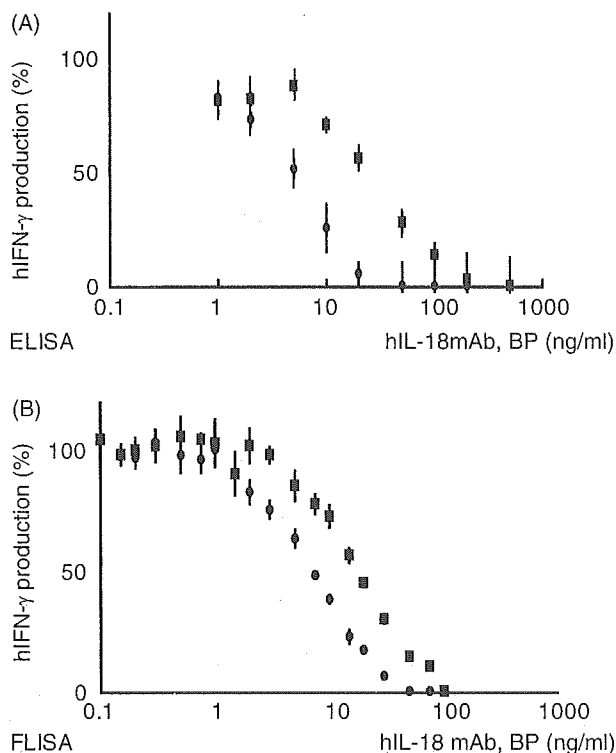 (A)
100
50
0
hIFN-γ production (%)
0.1 1 10 100 1000
ELISA hIL-18mAb, BP (ng/ml)
(B)
100
50
0
hIFN-γ production (%)
0.1 1 10 100 1000
FLISA hIL-18 mAb, BP (ng/ml)